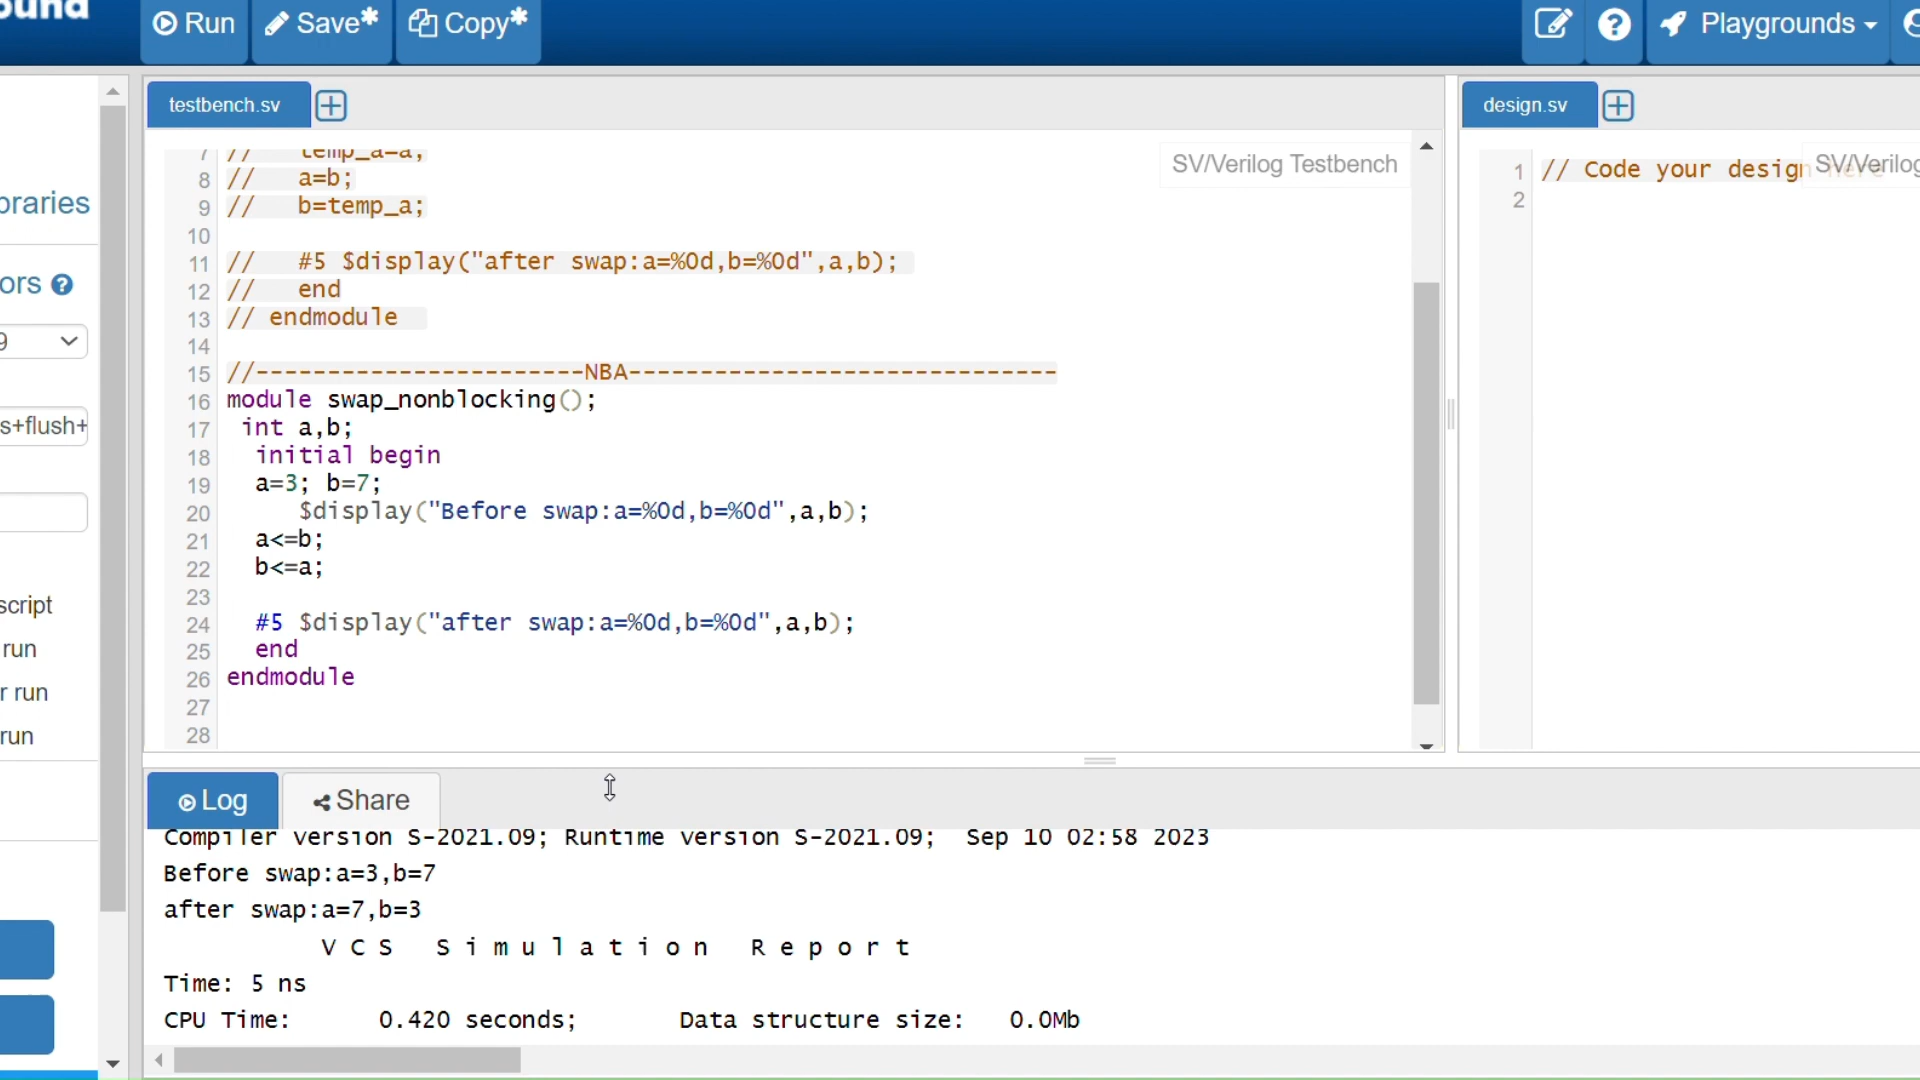 Run Save* Copy* Playgrounds
testbench.sv
design.sv
SV/Verilog Testbench
7 // temp_a=a;
8 // a=b;
9 // b=temp_a;
10
11 // #5 $display("after swap:a=%0d,b=%0d",a,b);
12 // end
13 // endmodule
14
15 //-----------------------NBA------------------------------
16 module swap_nonblocking();
17 int a,b;
18 initial begin
19 a=3; b=7;
20 $display("Before swap:a=%0d,b=%0d",a,b);
21 a<=b;
22 b<=a;
23
24 #5 $display("after swap:a=%0d,b=%0d",a,b);
25 end
26 endmodule
27
28
1 // Code your design
2
script
run
r run
run
Log Share
Compiler version S-2021.09; Runtime version S-2021.09; Sep 10 02:58 2023
Before swap:a=3,b=7
after swap:a=7,b=3
V C S S i m u l a t i o n R e p o r t
Time: 5 ns
CPU Time: 0.420 seconds; Data structure size: 0.0Mb